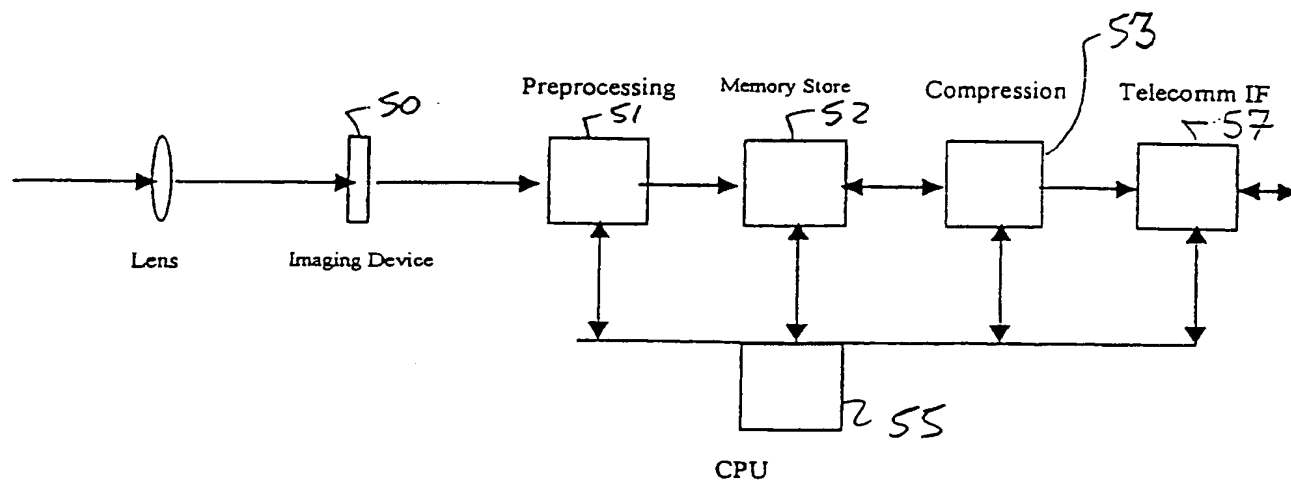 53
Preprocessing
Memory Store
Compression
Telecomm IF
50
51
52
57
Lens
Imaging Device
55
CPU